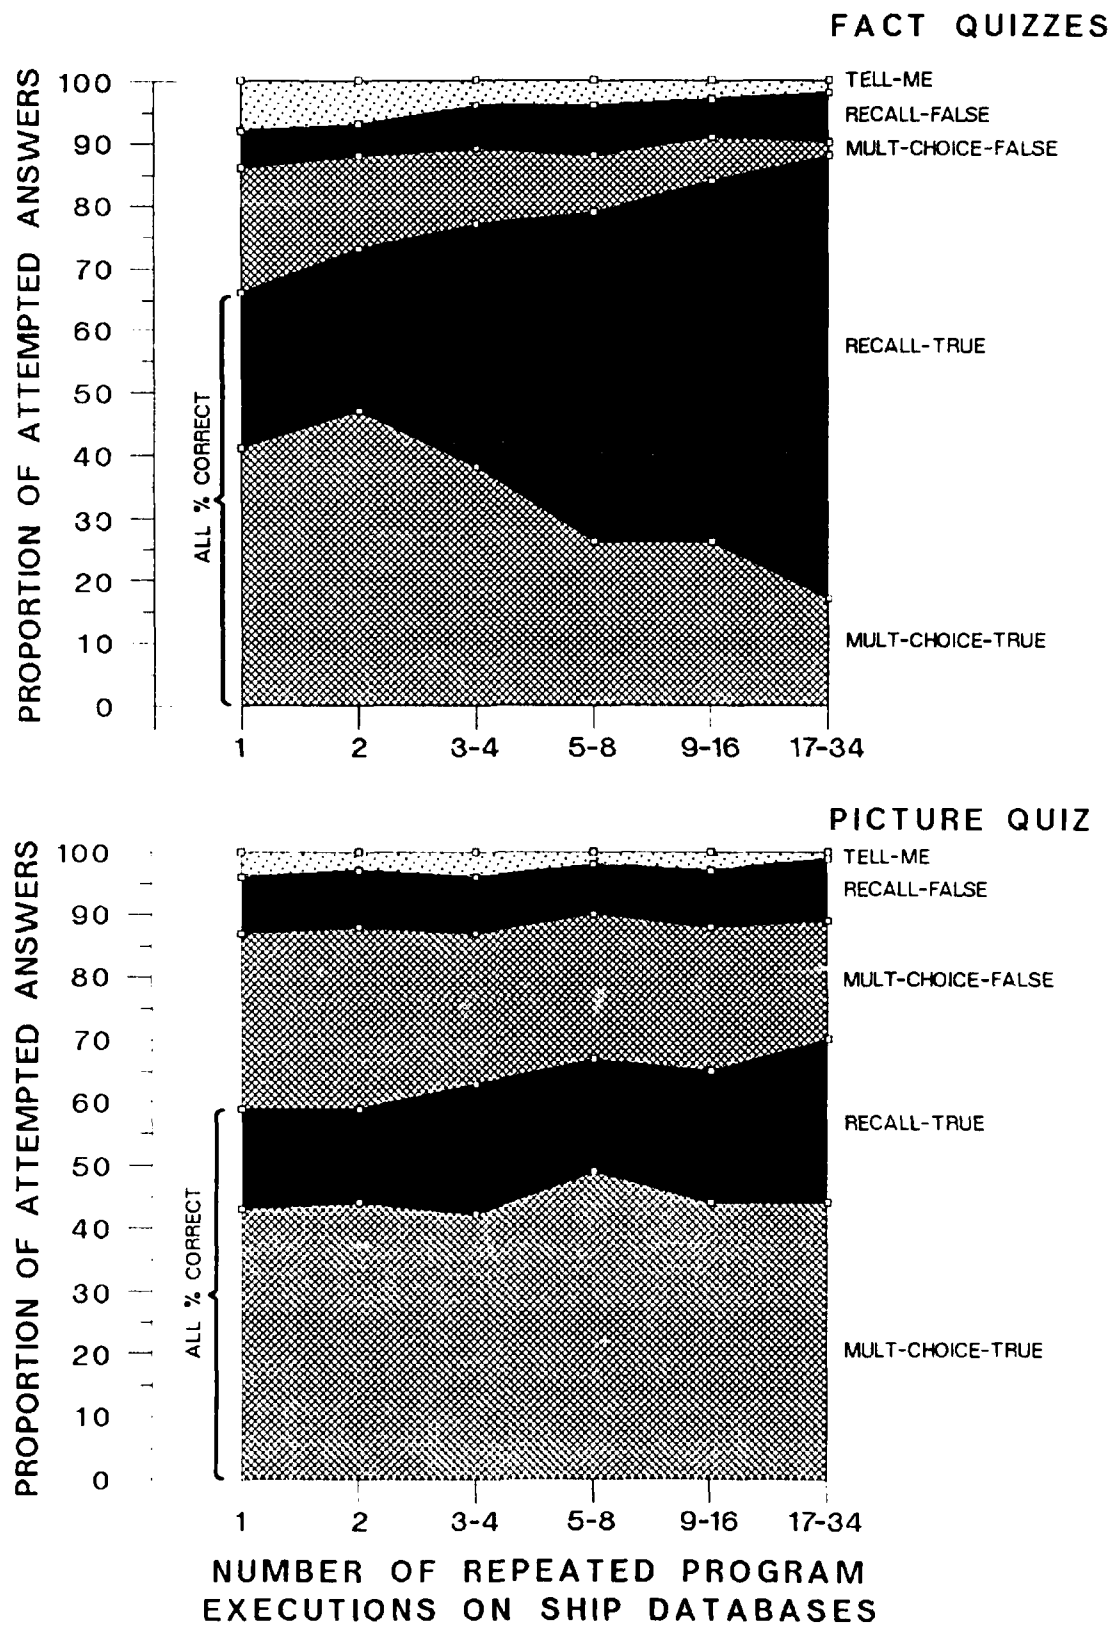 FACT QUIZZES
PROPORTION OF ATTEMPTED ANSWERS
100
90
80
70
60
50
40
30
20
10
0
ALL % CORRECT
TELL-ME
RECALL-FALSE
MULT-CHOICE-FALSE
RECALL-TRUE
MULT-CHOICE-TRUE
1 2 3-4 5-8 9-16 17-34
PICTURE QUIZ
PROPORTION OF ATTEMPTED ANSWERS
100
90
80
70
60
50
40
30
20
10
0
ALL % CORRECT
TELL-ME
RECALL-FALSE
MULT-CHOICE-FALSE
RECALL-TRUE
MULT-CHOICE-TRUE
1 2 3-4 5-8 9-16 17-34
NUMBER OF REPEATED PROGRAM
EXECUTIONS ON SHIP DATABASES